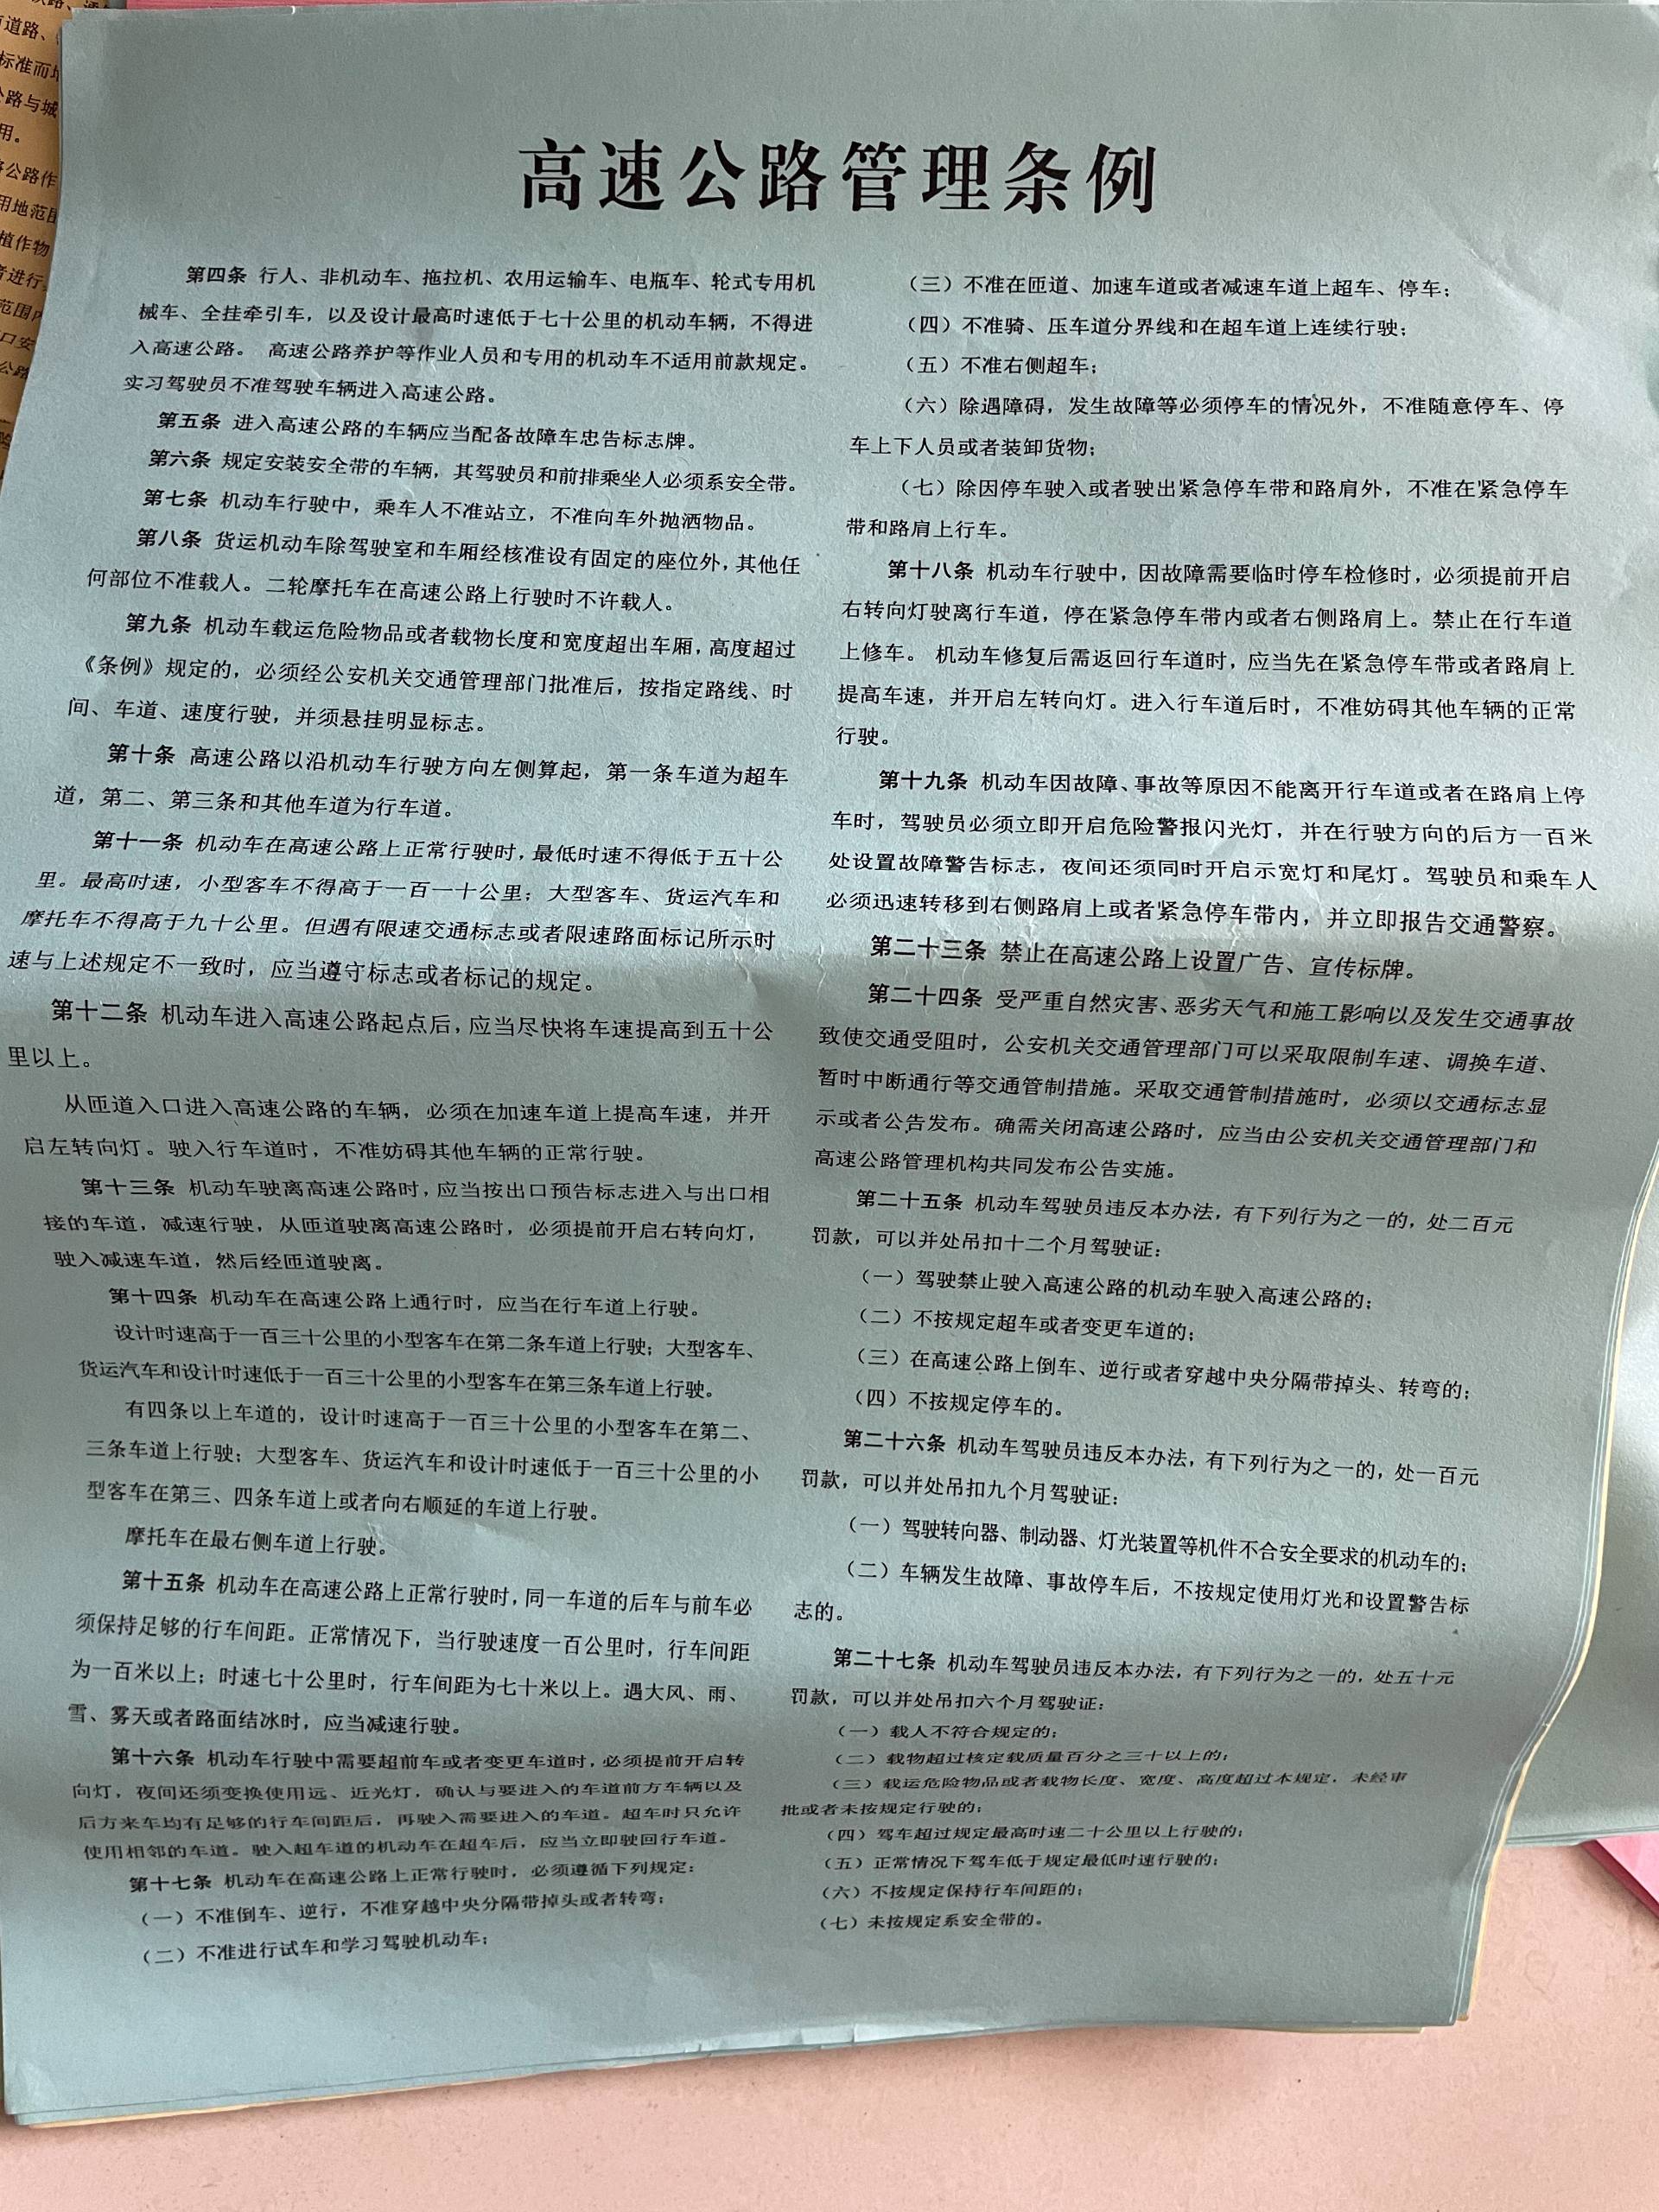 高速公路管理条例
第四条 行人、非机动车、拖拉机、农用运输车、电瓶车、轮式专用机
械车、全挂牵引车，以及设计最高时速低于七十公里的机动车辆，不得进
入高速公路。 高速公路养护等作业人员和专用的机动车不适用前款规定。
实习驾驶员不准驾驶车辆进入高速公路。
第五条 进入高速公路的车辆应当配备故障车忠告标志牌。
第六条 规定安装安全带的车辆，其驾驶员和前排乘坐人必须系安全带。
第七条 机动车行驶中，乘车人不准站立，不准向车外抛洒物品。
第八条 货运机动车除驾驶室和车厢经核准设有固定的座位外，其他任
何部位不准载人。二轮摩托车在高速公路上行驶时不许载人。
第九条 机动车载运危险物品或者载物长度和宽度超出车厢，高度超过
《条例》规定的，必须经公安机关交通管理部门批准后，按指定路线、时
间、车道、速度行驶，并须悬挂明显标志。
第十条 高速公路以沿机动车行驶方向左侧算起，第一条车道为超车
道，第二、第三条和其他车道为行车道。
第十一条 机动车在高速公路上正常行驶时，最低时速不得低于五十公
里。最高时速，小型客车不得高于一百一十公里；大型客车、货运汽车和
摩托车不得高于九十公里。但遇有限速交通标志或者限速路面标记所示时
速与上述规定不一致时，应当遵守标志或者标记的规定。
第十二条 机动车进入高速公路起点后，应当尽快将车速提高到五十公
里以上。
从匝道入口进入高速公路的车辆，必须在加速车道上提高车速，并开
启左转向灯。驶入行车道时，不准妨碍其他车辆的正常行驶。
第十三条 机动车驶离高速公路时，应当按出口预告标志进入与出口相
接的车道，减速行驶，从匝道驶离高速公路时，必须提前开启右转向灯，
驶入减速车道，然后经匝道驶离。
第十四条 机动车在高速公路上通行时，应当在行车道上行驶。
设计时速高于一百三十公里的小型客车在第二条车道上行驶；大型客车、
货运汽车和设计时速低于一百三十公里的小型客车在第三条车道上行驶。
有四条以上车道的，设计时速高于一百三十公里的小型客车在第二、
三条车道上行驶；大型客车、货运汽车和设计时速低于一百三十公里的小
型客车在第三、四条车道上或者向右顺延的车道上行驶。
摩托车在最右侧车道上行驶。
第十五条 机动车在高速公路上正常行驶时，同一车道的后车与前车必
须保持足够的行车间距。正常情况下，当行驶速度一百公里时，行车间距
为一百米以上；时速七十公里时，行车间距为七十米以上。遇大风、雨、
雪、雾天或者路面结冰时，应当减速行驶。
第十六条 机动车行驶中需要超前车或者变更车道时，必须提前开启转
向灯，夜间还须变换使用远、近光灯，确认与要进入的车道前方车辆以及
后方来车均有足够的行车间距后，再驶入需要进入的车道。超车时只允许
使用相邻的车道。驶入超车道的机动车在超车后，应当立即驶回行车道。
第十七条 机动车在高速公路上正常行驶时，必须遵循下列规定：
（一）不准倒车、逆行，不准穿越中央分隔带掉头或者转弯；
（二）不准进行试车和学习驾驶机动车；
（三）不准在匝道、加速车道或者减速车道上超车、停车；
（四）不准骑、压车道分界线和在超车道上连续行驶；
（五）不准右侧超车；
（六）除遇障碍，发生故障等必须停车的情况外，不准随意停车、停
车上下人员或者装卸货物；
（七）除因停车驶入或者驶出紧急停车带和路肩外，不准在紧急停车
带和路肩上行车。
第十八条 机动车行驶中，因故障需要临时停车检修时，必须提前开启
右转向灯驶离行车道，停在紧急停车带内或者右侧路肩上。禁止在行车道
上修车。 机动车修复后需返回行车道时，应当先在紧急停车带或者路肩上
提高车速，并开启左转向灯。进入行车道后时，不准妨碍其他车辆的正常
行驶。
第十九条 机动车因故障、事故等原因不能离开行车道或者在路肩上停
车时，驾驶员必须立即开启危险警报闪光灯，并在行驶方向的后方一百米
处设置故障警告标志，夜间还须同时开启示宽灯和尾灯。驾驶员和乘车人
必须迅速转移到右侧路肩上或者紧急停车带内，并立即报告交通警察。
第二十三条 禁止在高速公路上设置广告、宣传标牌。
第二十四条 受严重自然灾害、恶劣天气和施工影响以及发生交通事故
致使交通受阻时，公安机关交通管理部门可以采取限制车速、调换车道、
暂时中断通行等交通管制措施。采取交通管制措施时，必须以交通标志显
示或者公告发布。确需关闭高速公路时，应当由公安机关交通管理部门和
高速公路管理机构共同发布公告实施。
第二十五条 机动车驾驶员违反本办法，有下列行为之一的，处二百元
罚款，可以并处吊扣十二个月驾驶证：
（一）驾驶禁止驶入高速公路的机动车驶入高速公路的；
（二）不按规定超车或者变更车道的；
（三）在高速公路上倒车、逆行或者穿越中央分隔带掉头、转弯的；
（四）不按规定停车的。
第二十六条 机动车驾驶员违反本办法，有下列行为之一的，处一百元
罚款，可以并处吊扣九个月驾驶证：
（一）驾驶转向器、制动器、灯光装置等机件不合安全要求的机动车的；
（二）车辆发生故障、事故停车后，不按规定使用灯光和设置警告标
志的。
第二十七条 机动车驾驶员违反本办法，有下列行为之一的，处五十元
罚款，可以并处吊扣六个月驾驶证：
（一）载人不符合规定的；
（二）载物超过核定载质量百分之三十以上的；
（三）载运危险物品或者载物长度、宽度、高度超过本规定，未经审
批或者未按规定行驶的；
（四）驾车超过规定最高时速二十公里以上行驶的；
（五）正常情况下驾车低于规定最低时速行驶的；
（六）不按规定保持行车间距的；
（七）未按规定系安全带的。